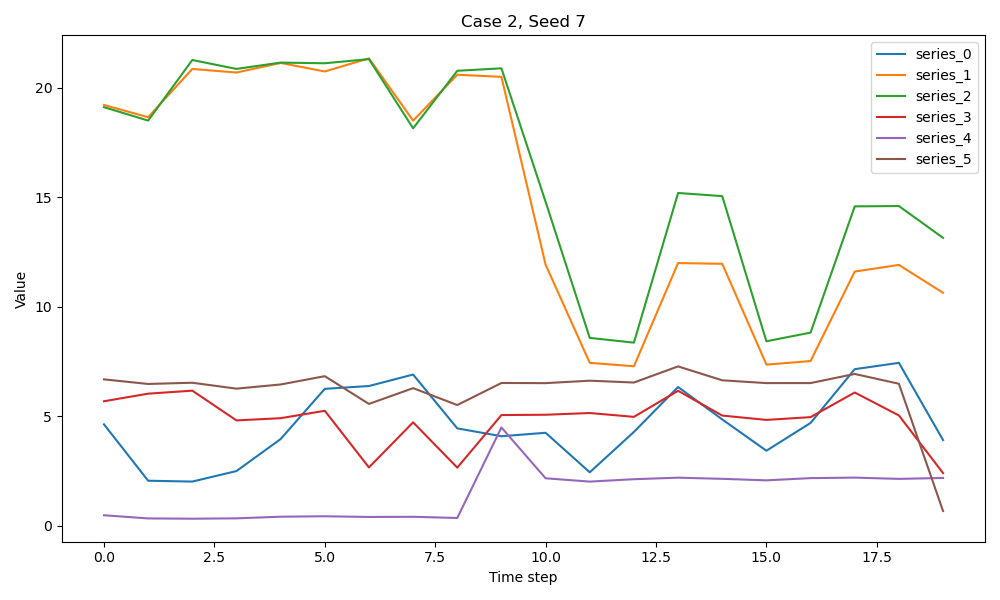 Case 2, Seed 7
series_0
series_1
series_2
series_3
series_4
series_5
Value
20
15
10
5
0
0.0 2.5 5.0 7.5 10.0 12.5 15.0 17.5
Time step